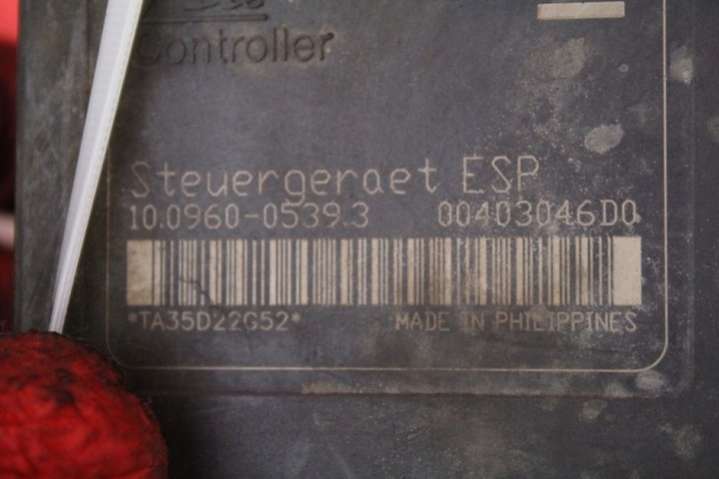 Controller
Steuergeraet ESP
10.0960-0539.3 00403046D0
*TA35D22G52* MADE IN PHILIPPINES